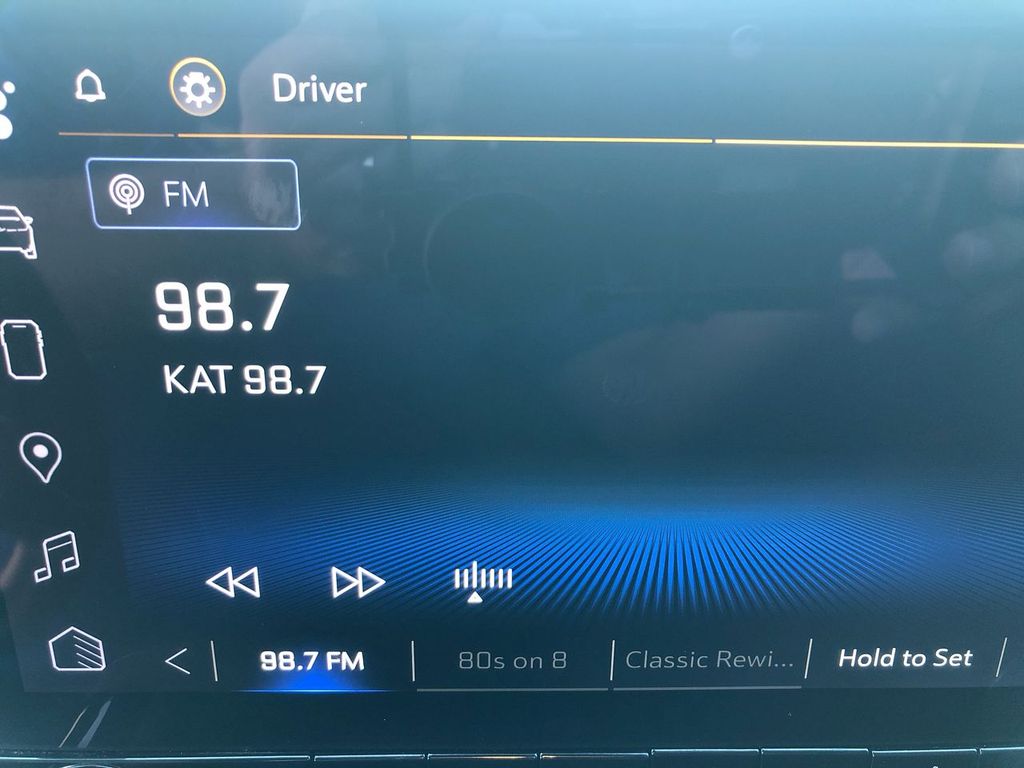 Driver
FM
98.7
KAT 98.7
98.7 FM
80s on 8
Classic Rewi...
Hold to Set